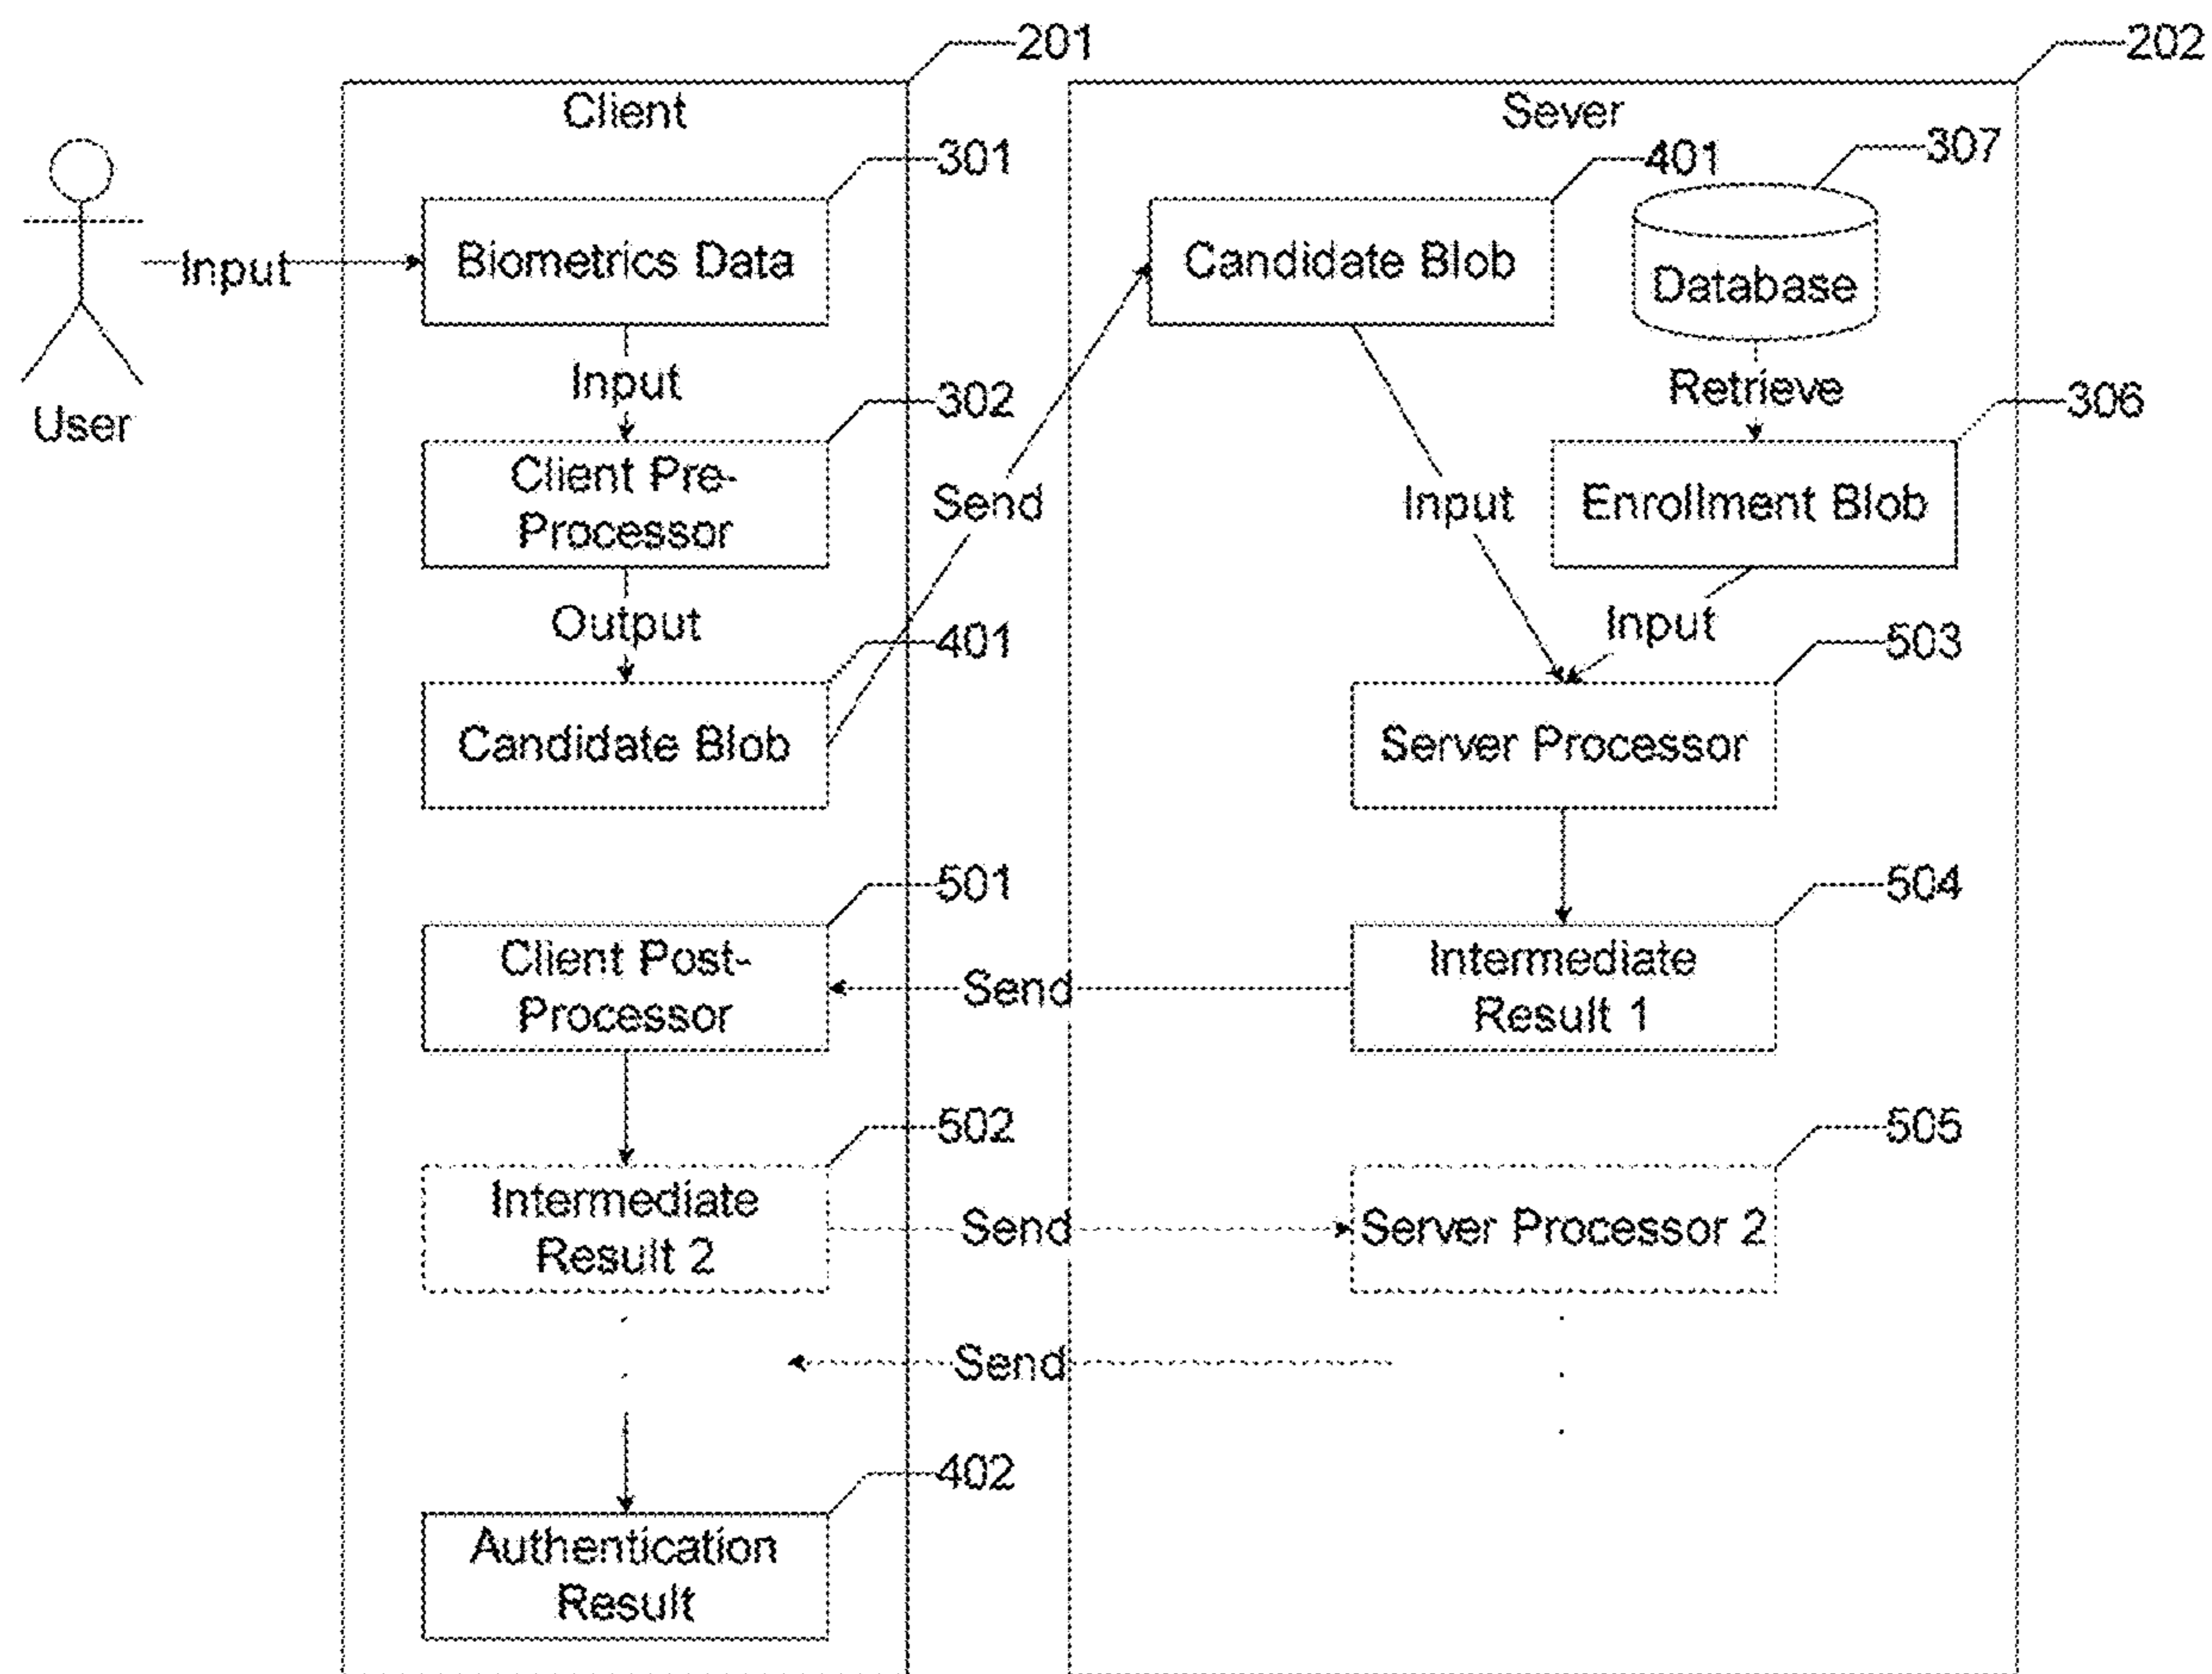 201
202
Client
Sever
301
401
307
Input
Biometrics Data
Candidate Blob
Database
Input
Retrieve
302
306
User
Client Pre-
Processor
Send
Input
Enrollment Blob
Output
Input
401
503
Candidate Blob
Server Processor
501
504
Client Post-
Processor
Send
Intermediate
Result 1
502
505
Intermediate
Result 2
Send
Server Processor 2
Send
402
Authentication
Result